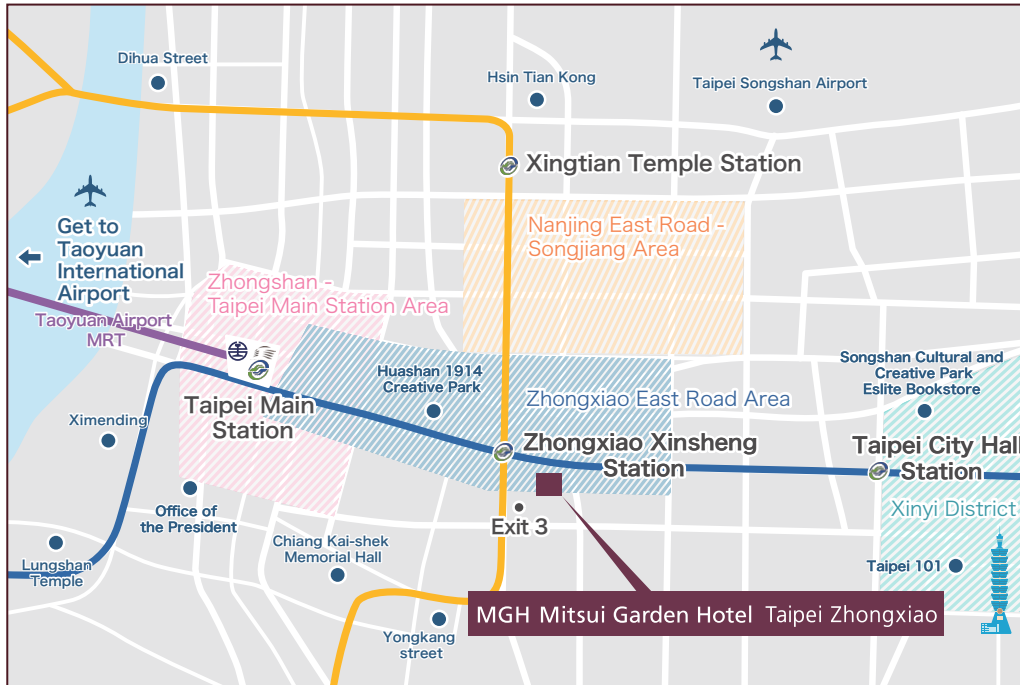 Dihua Street
Hsin Tian Kong
Taipei Songshan Airport
Xingtian Temple Station
Get to
Taoyuan
International
Airport
Nanjing East Road -
Songjiang Area
Zhongshan -
Taipei Main Station Area
Taoyuan Airport
MRT
Huashan 1914
Creative Park
Songshan Cultural and
Creative Park
Eslite Bookstore
Zhongxiao East Road Area
Taipei Main
Station
Ximending
Zhongxiao Xinsheng
Station
Taipei City Hall
Station
Office of
the President
Exit 3
Xinyi District
Chiang Kai-shek
Memorial Hall
Lungshan
Temple
Taipei 101
MGH Mitsui Garden Hotel Taipei Zhongxiao
Yongkang
street